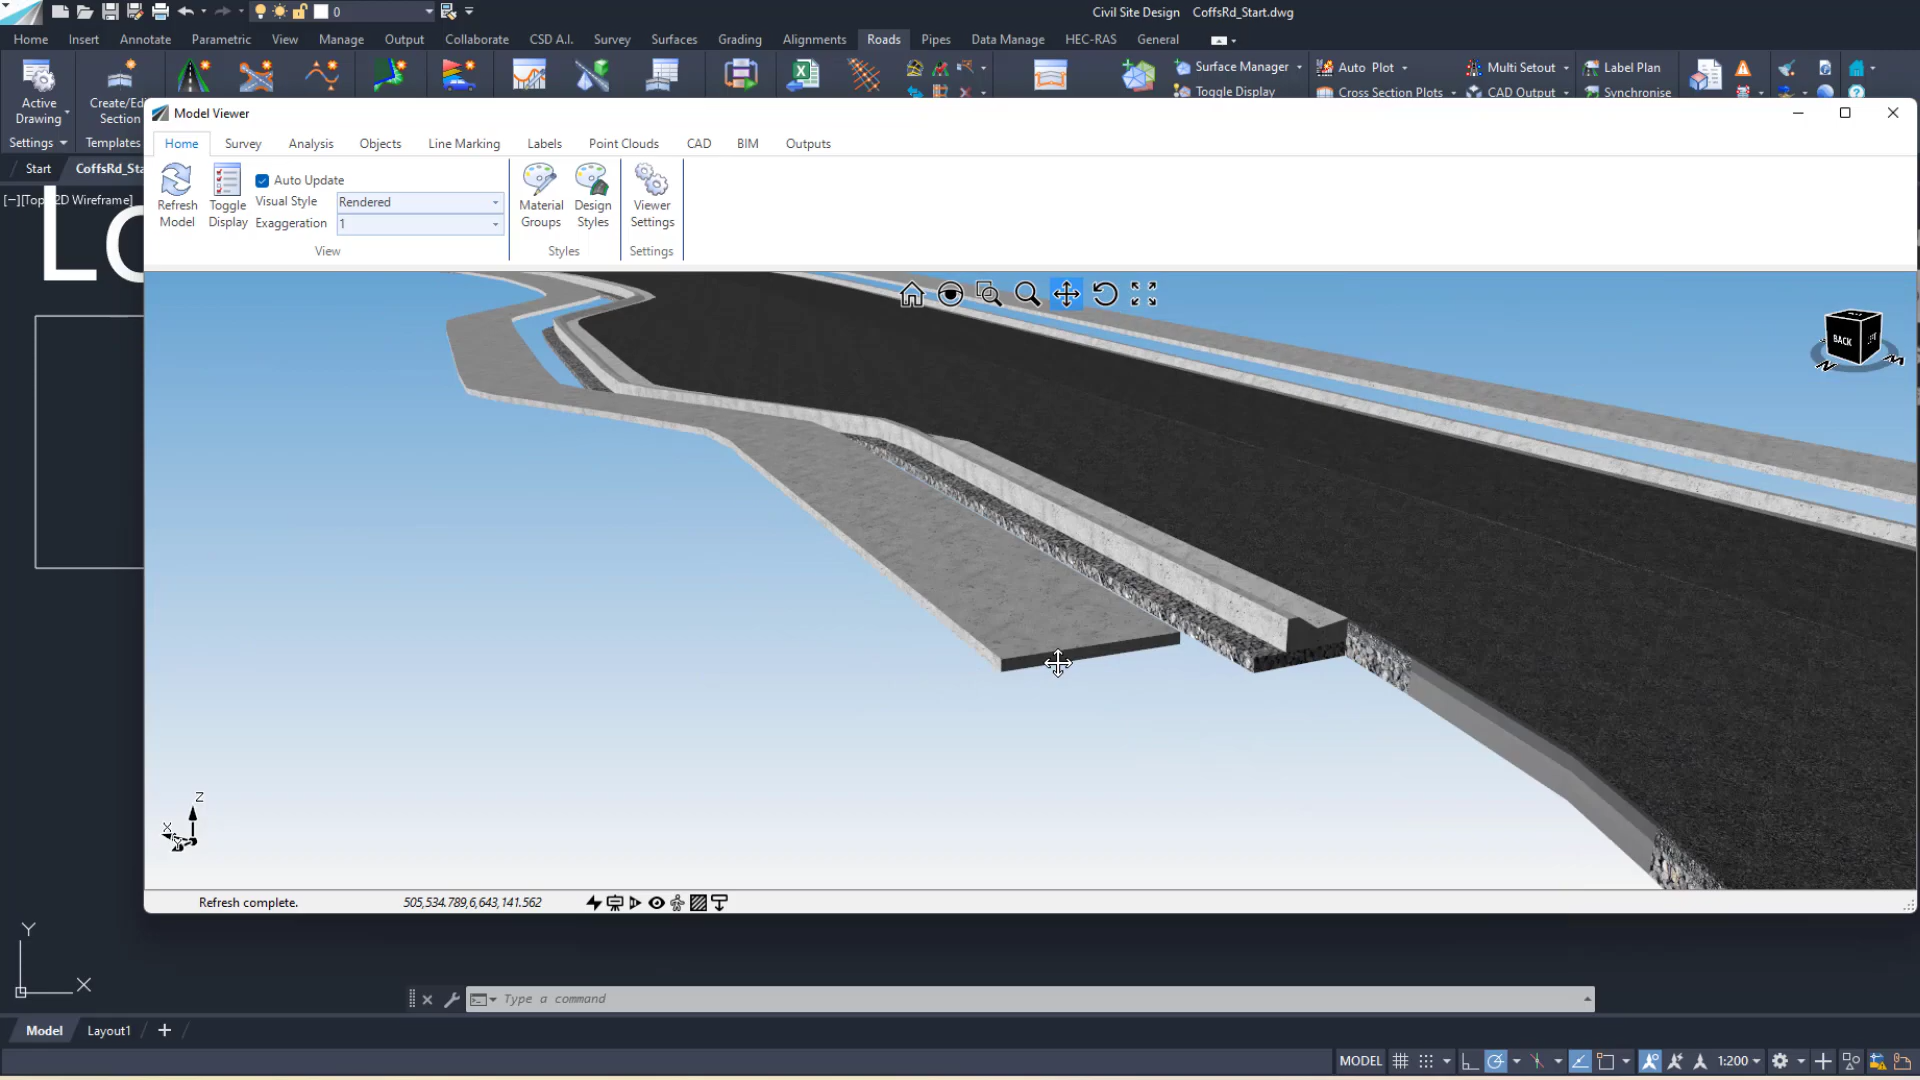 0
Civil Site Design CoffsRd_Start.dwg
Home Insert Annotate Parametric View Manage Output Collaborate CSD A.I. Survey Surfaces Grading Alignments Roads Pipes Data Manage HEC-RAS General
Active
Drawing
Create/Edi
Section
Surface Manager
Toggle Display
Auto Plot
Cross Section Plots
Multi Setout
CAD Output
Label Plan
Synchronise
Settings Templates
Start CoffsRd_Sta
[−][Top 2D Wireframe]
Lo
Model Viewer
Home Survey Analysis Objects Line Marking Labels Point Clouds CAD BIM Outputs
Refresh
Model
Toggle
Display
Auto Update
Visual Style Rendered
Exaggeration 1
View
Material
Groups
Design
Styles
Styles
Viewer
Settings
Settings
BACK
N
Z
X
Y
Refresh complete. 505,534.789,6,643,141.562
Y
X
Type a command
Model Layout1
MODEL 1:200